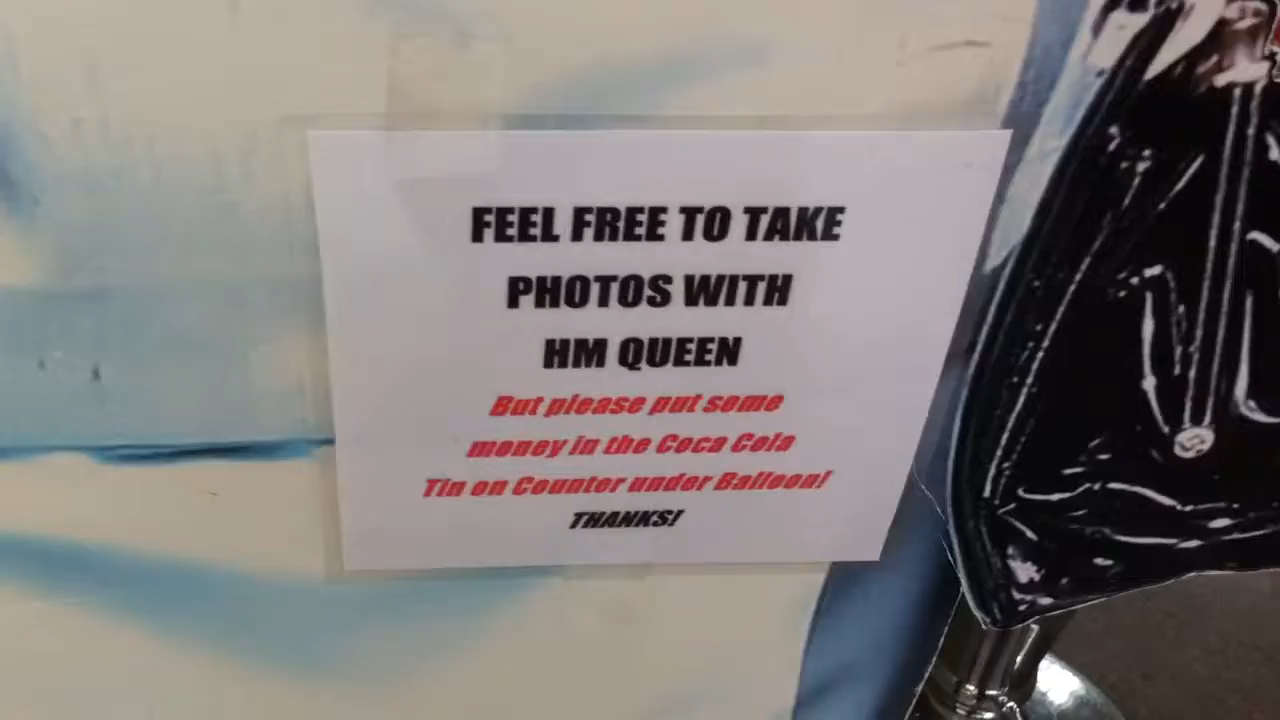 FEEL FREE TO TAKE
PHOTOS WITH
HM QUEEN
But please put some
money in the Coca Cola
Tin on Counter under Balloon!
THANKS!